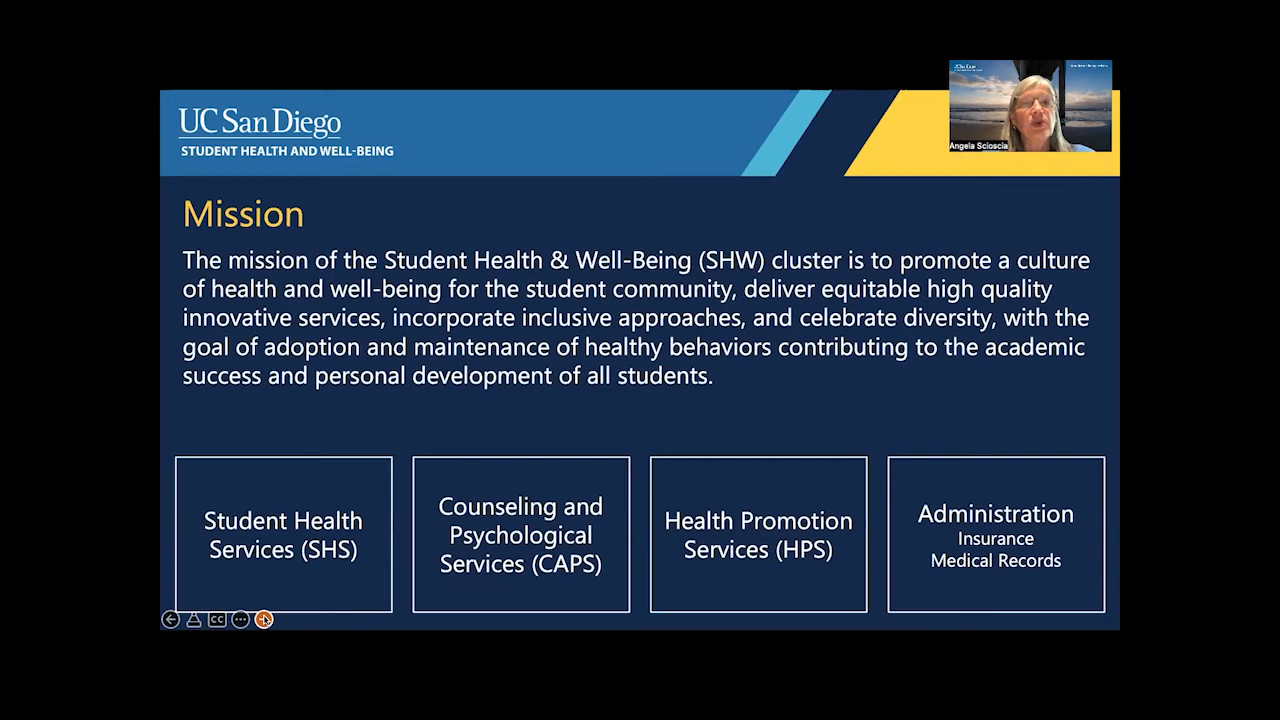 UC San Diego
STUDENT HEALTH AND WELL-BEING
Angela Scioscia
Mission
The mission of the Student Health & Well-Being (SHW) cluster is to promote a culture
of health and well-being for the student community, deliver equitable high quality
innovative services, incorporate inclusive approaches, and celebrate diversity, with the
goal of adoption and maintenance of healthy behaviors contributing to the academic
success and personal development of all students.
Student Health
Services (SHS)
Counseling and
Psychological
Services (CAPS)
Health Promotion
Services (HPS)
Administration
Insurance
Medical Records
CC